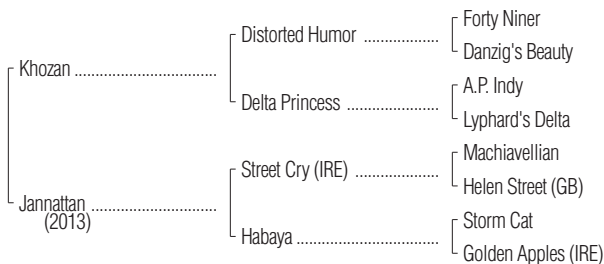 Forty Niner
Distorted Humor ..................
Danzig's Beauty
Khozan ..................................
A.P. Indy
Delta Princess ....................
Lyphard's Delta
Machiavellian
Street Cry (IRE) ...................
Helen Street (GB)
Jannattan ..............................
(2013)
Storm Cat
Habaya ................................
Golden Apples (IRE)